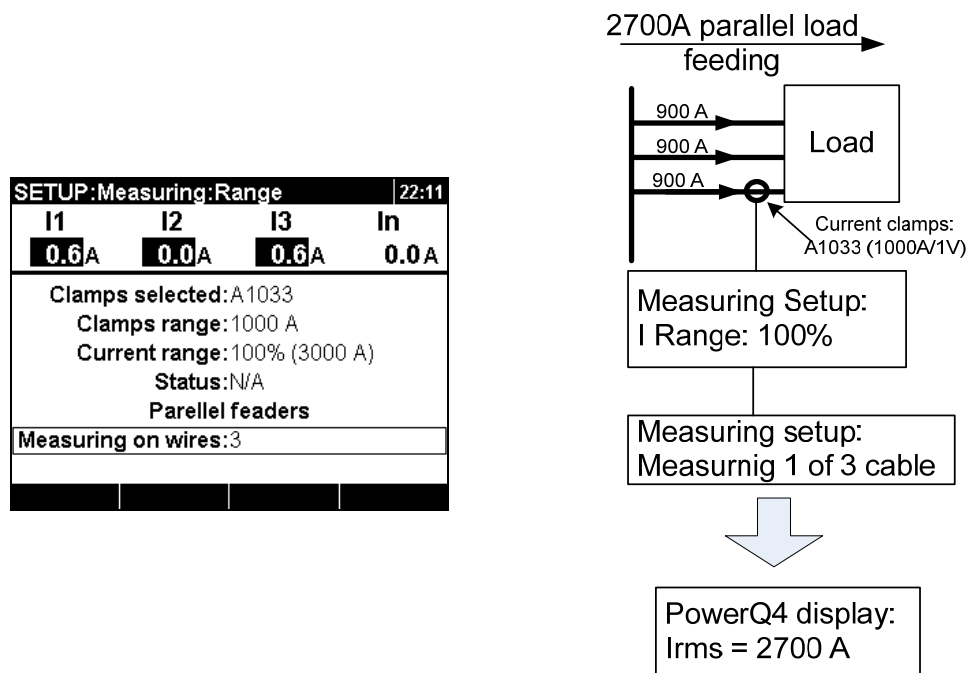 SETUP:Measuring:Range 22:11
I1 I2 I3 In
0.6A 0.0A 0.6A 0.0A
Clamps selected:A1033
Clamps range:1000 A
Current range:100% (3000 A)
Status:N/A
Parellel feaders
Measuring on wires:3
2700A parallel load
feeding
900 A
900 A
900 A
Load
Current clamps:
A1033 (1000A/1V)
Measuring Setup:
I Range: 100%
Measuring setup:
Measurnig 1 of 3 cable
PowerQ4 display:
Irms = 2700 A